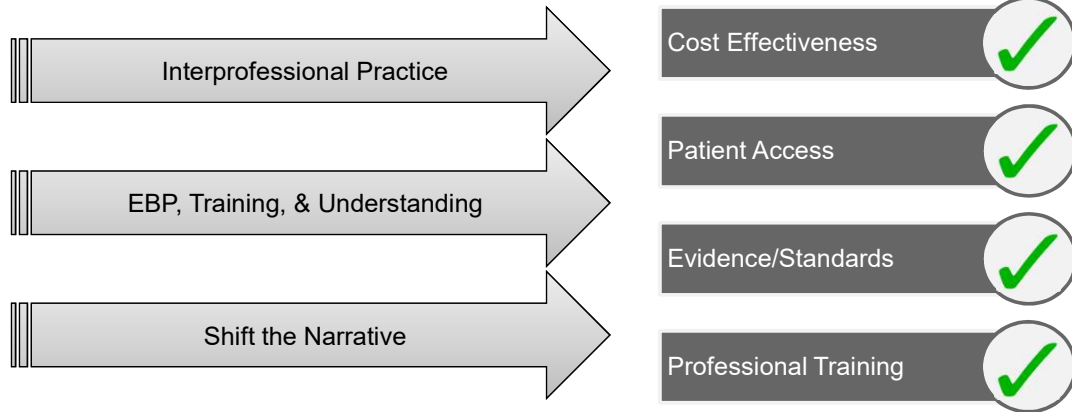 Interprofessional Practice
EBP, Training, & Understanding
Shift the Narrative
Cost Effectiveness
Patient Access
Evidence/Standards
Professional Training